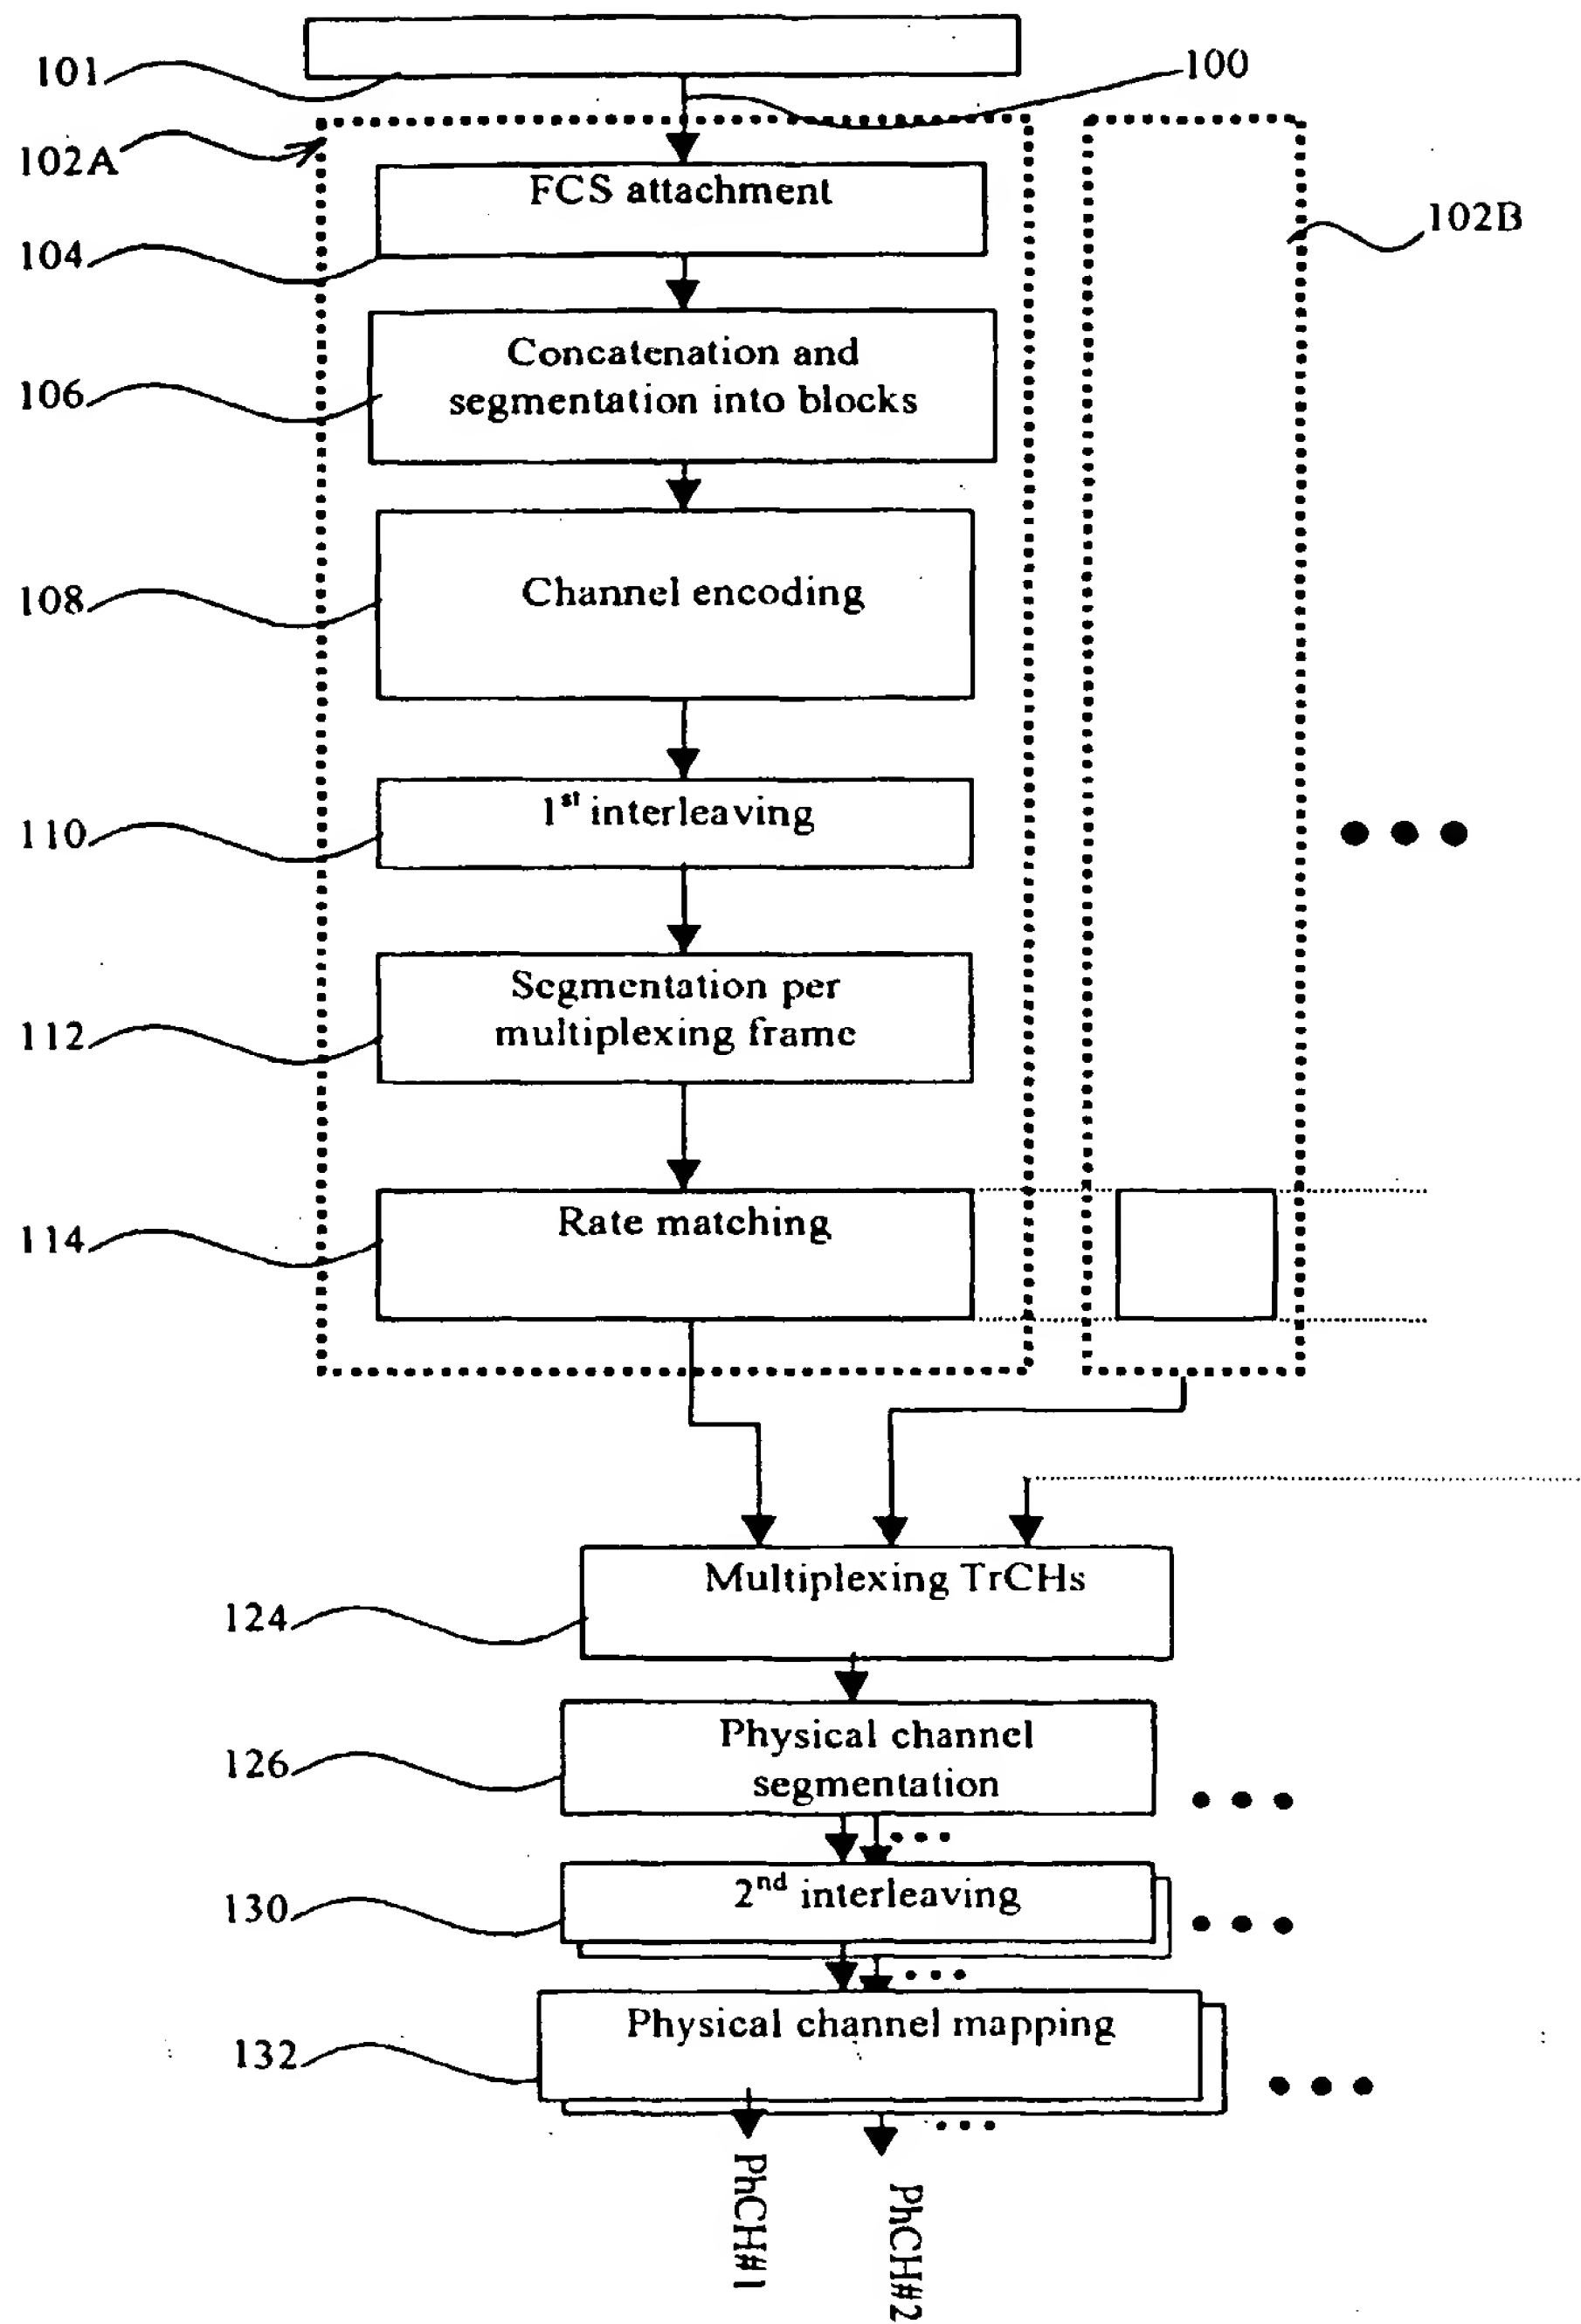 101
100
102A
FCS attachment
102B
104
Concatenation and
segmentation into blocks
106
Channel encoding
108
1st interleaving
110
Segmentation per
multiplexing frame
112
Rate matching
114
Multiplexing TrCHs
124
Physical channel
segmentation
126
2nd interleaving
130
Physical channel mapping
132
PhCH#1
PhCH#2